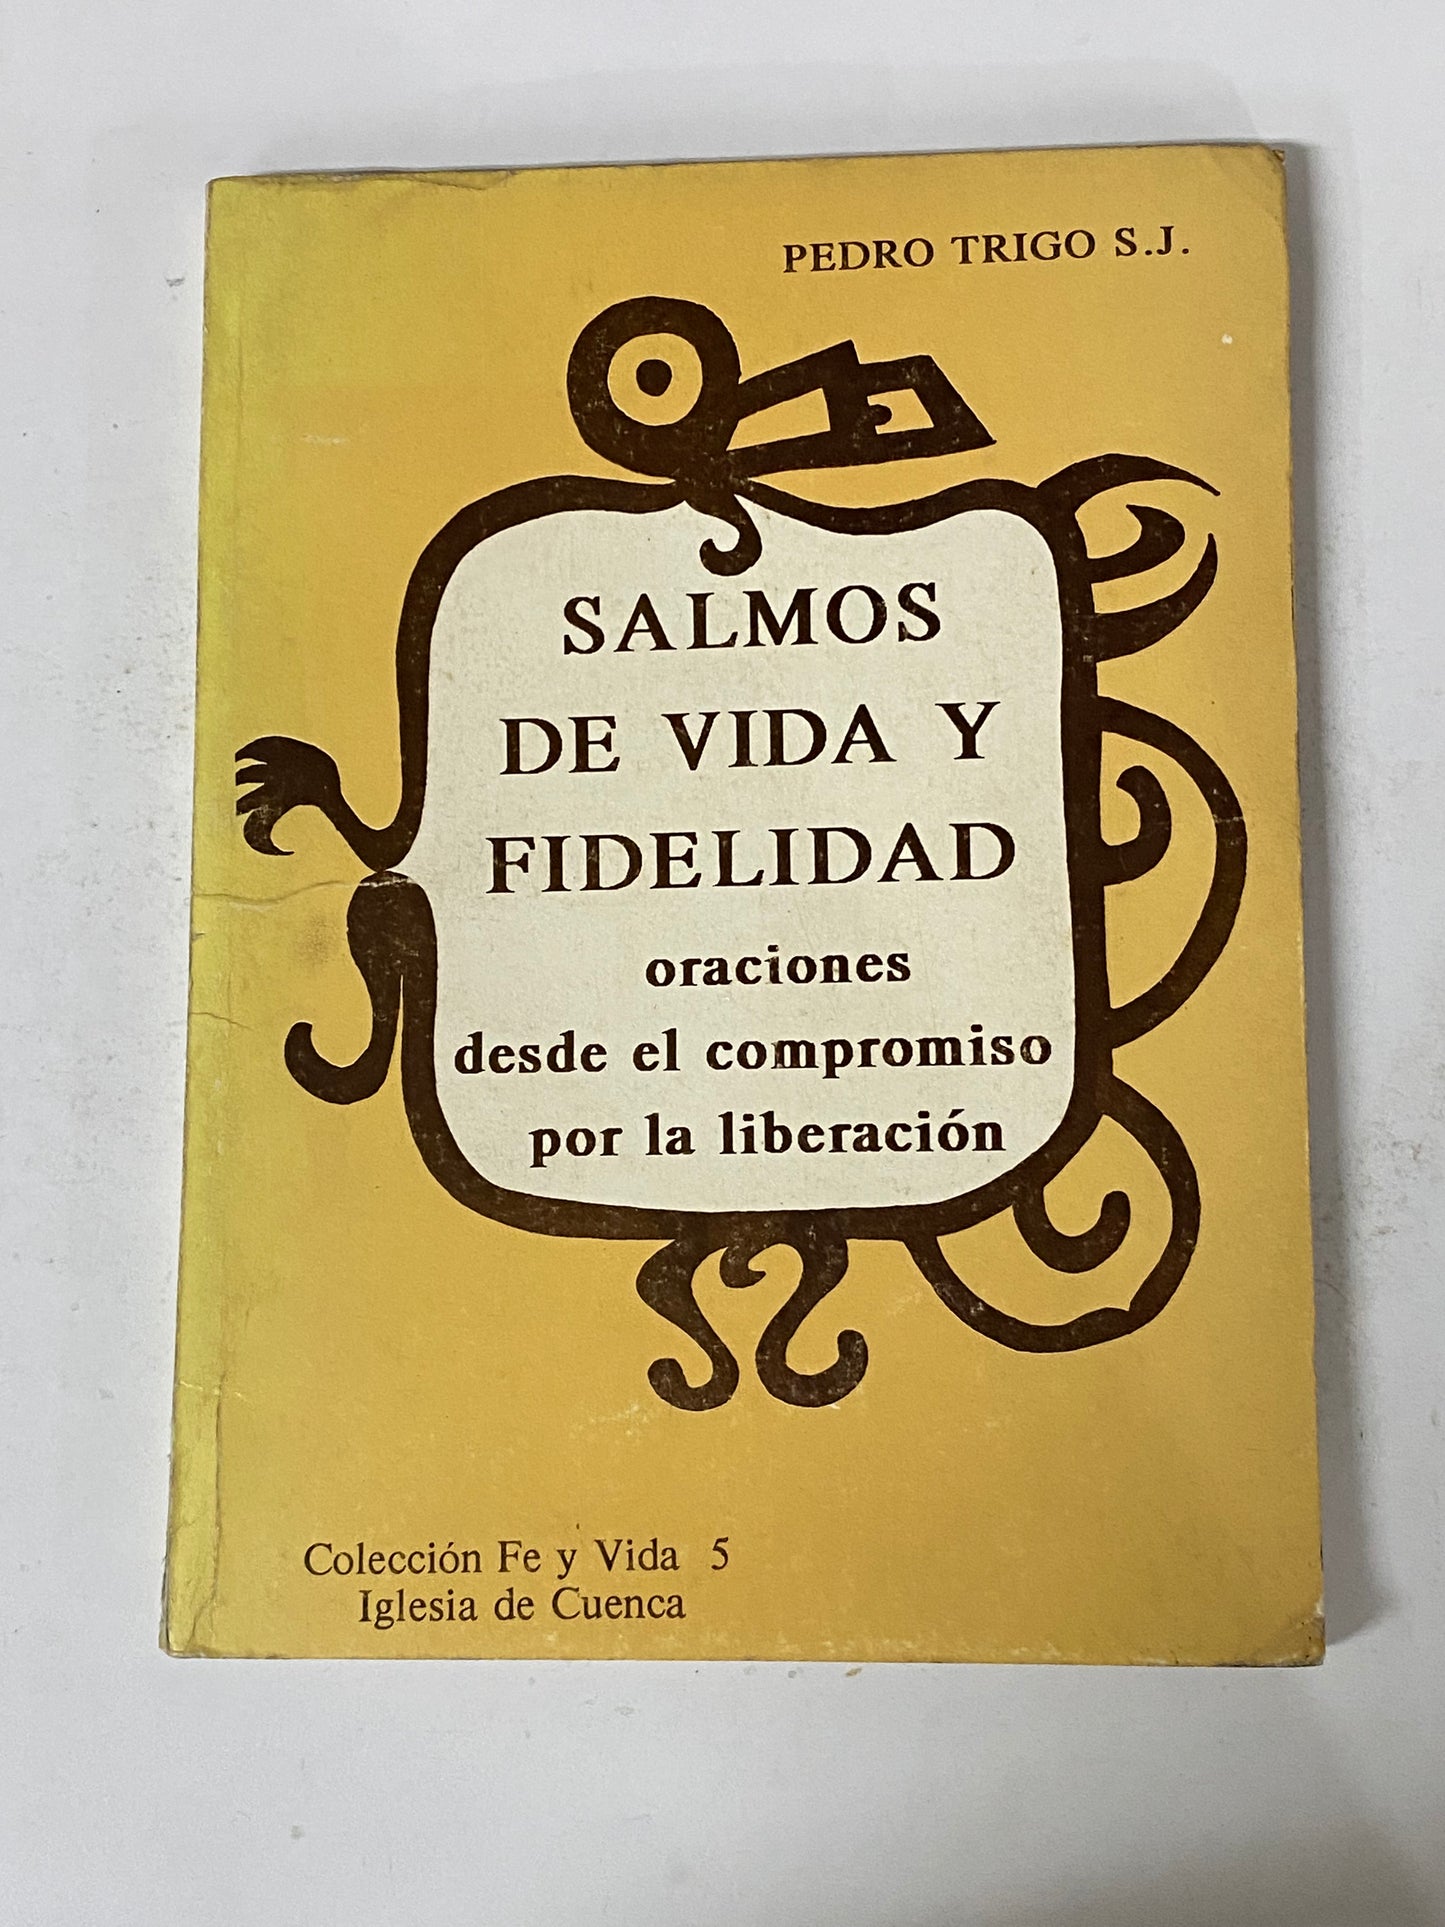 PEDRO TRIGO S.J.
SALMOS
DE VIDA Y
FIDELIDAD
oraciones
desde el compromiso
por la liberación
Colección Fe y Vida 5
Iglesia de Cuenca